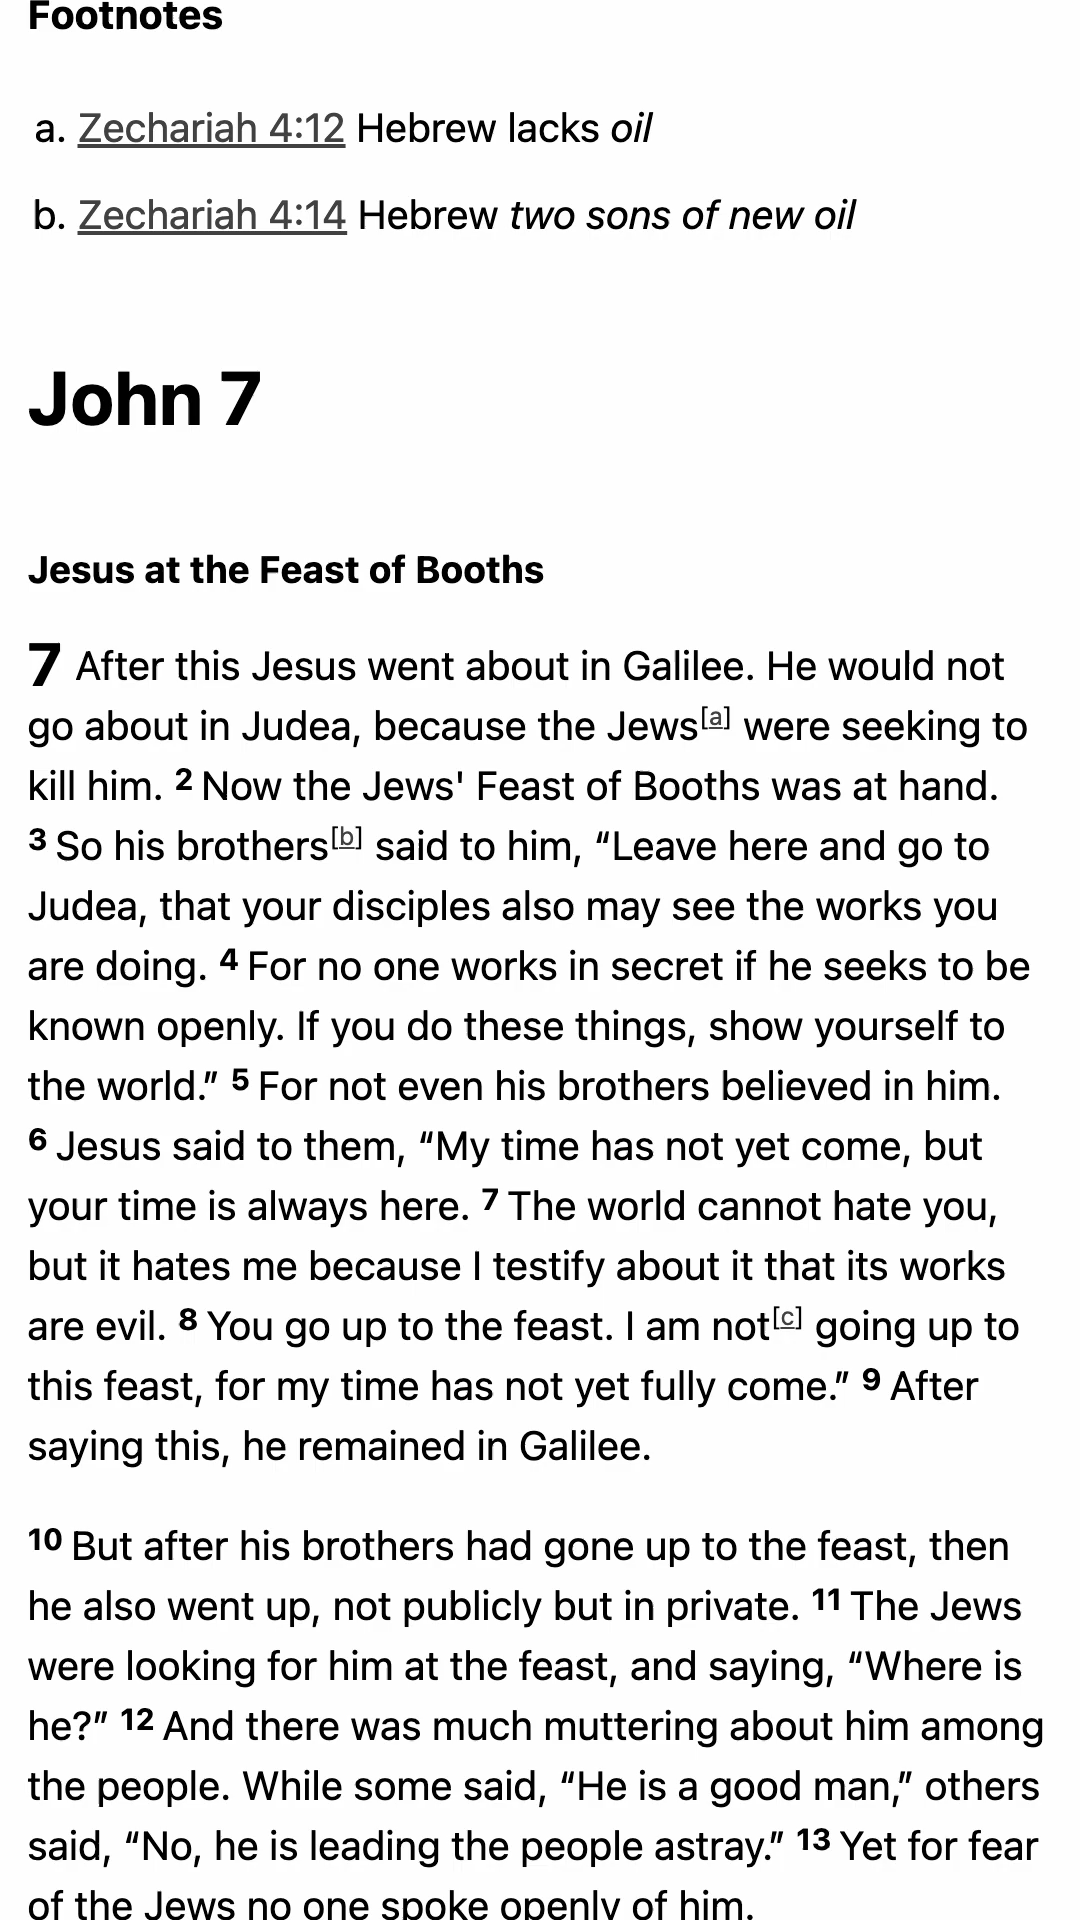 Footnotes
a. Zechariah 4:12 Hebrew lacks oil
b. Zechariah 4:14 Hebrew two sons of new oil
John 7
Jesus at the Feast of Booths
7 After this Jesus went about in Galilee. He would not
go about in Judea, because the Jews[a] were seeking to
kill him. 2 Now the Jews' Feast of Booths was at hand.
3 So his brothers[b] said to him, “Leave here and go to
Judea, that your disciples also may see the works you
are doing. 4 For no one works in secret if he seeks to be
known openly. If you do these things, show yourself to
the world.” 5 For not even his brothers believed in him.
6 Jesus said to them, “My time has not yet come, but
your time is always here. 7 The world cannot hate you,
but it hates me because I testify about it that its works
are evil. 8 You go up to the feast. I am not[c] going up to
this feast, for my time has not yet fully come.” 9 After
saying this, he remained in Galilee.
10 But after his brothers had gone up to the feast, then
he also went up, not publicly but in private. 11 The Jews
were looking for him at the feast, and saying, “Where is
he?” 12 And there was much muttering about him among
the people. While some said, “He is a good man,” others
said, “No, he is leading the people astray.” 13 Yet for fear
of the Jews no one spoke openly of him.